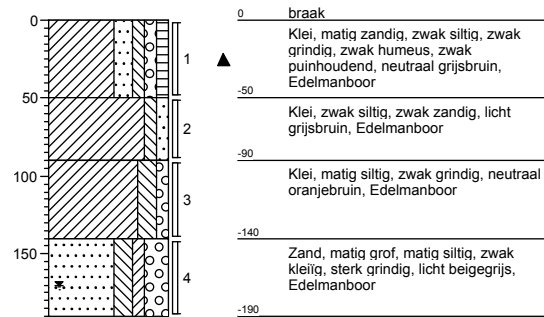 0
50
100
150
1
2
3
4
0
braak
Klei, matig zandig, zwak siltig, zwak
grindig, zwak humeus, zwak
puinhoudend, neutraal grijsbruin,
Edelmanboor
-50
Klei, zwak siltig, zwak zandig, licht
grijsbruin, Edelmanboor
-90
Klei, matig siltig, zwak grindig, neutraal
oranjebruin, Edelmanboor
-140
Zand, matig grof, matig siltig, zwak
kleiïg, sterk grindig, licht beigegrijs,
Edelmanboor
-190